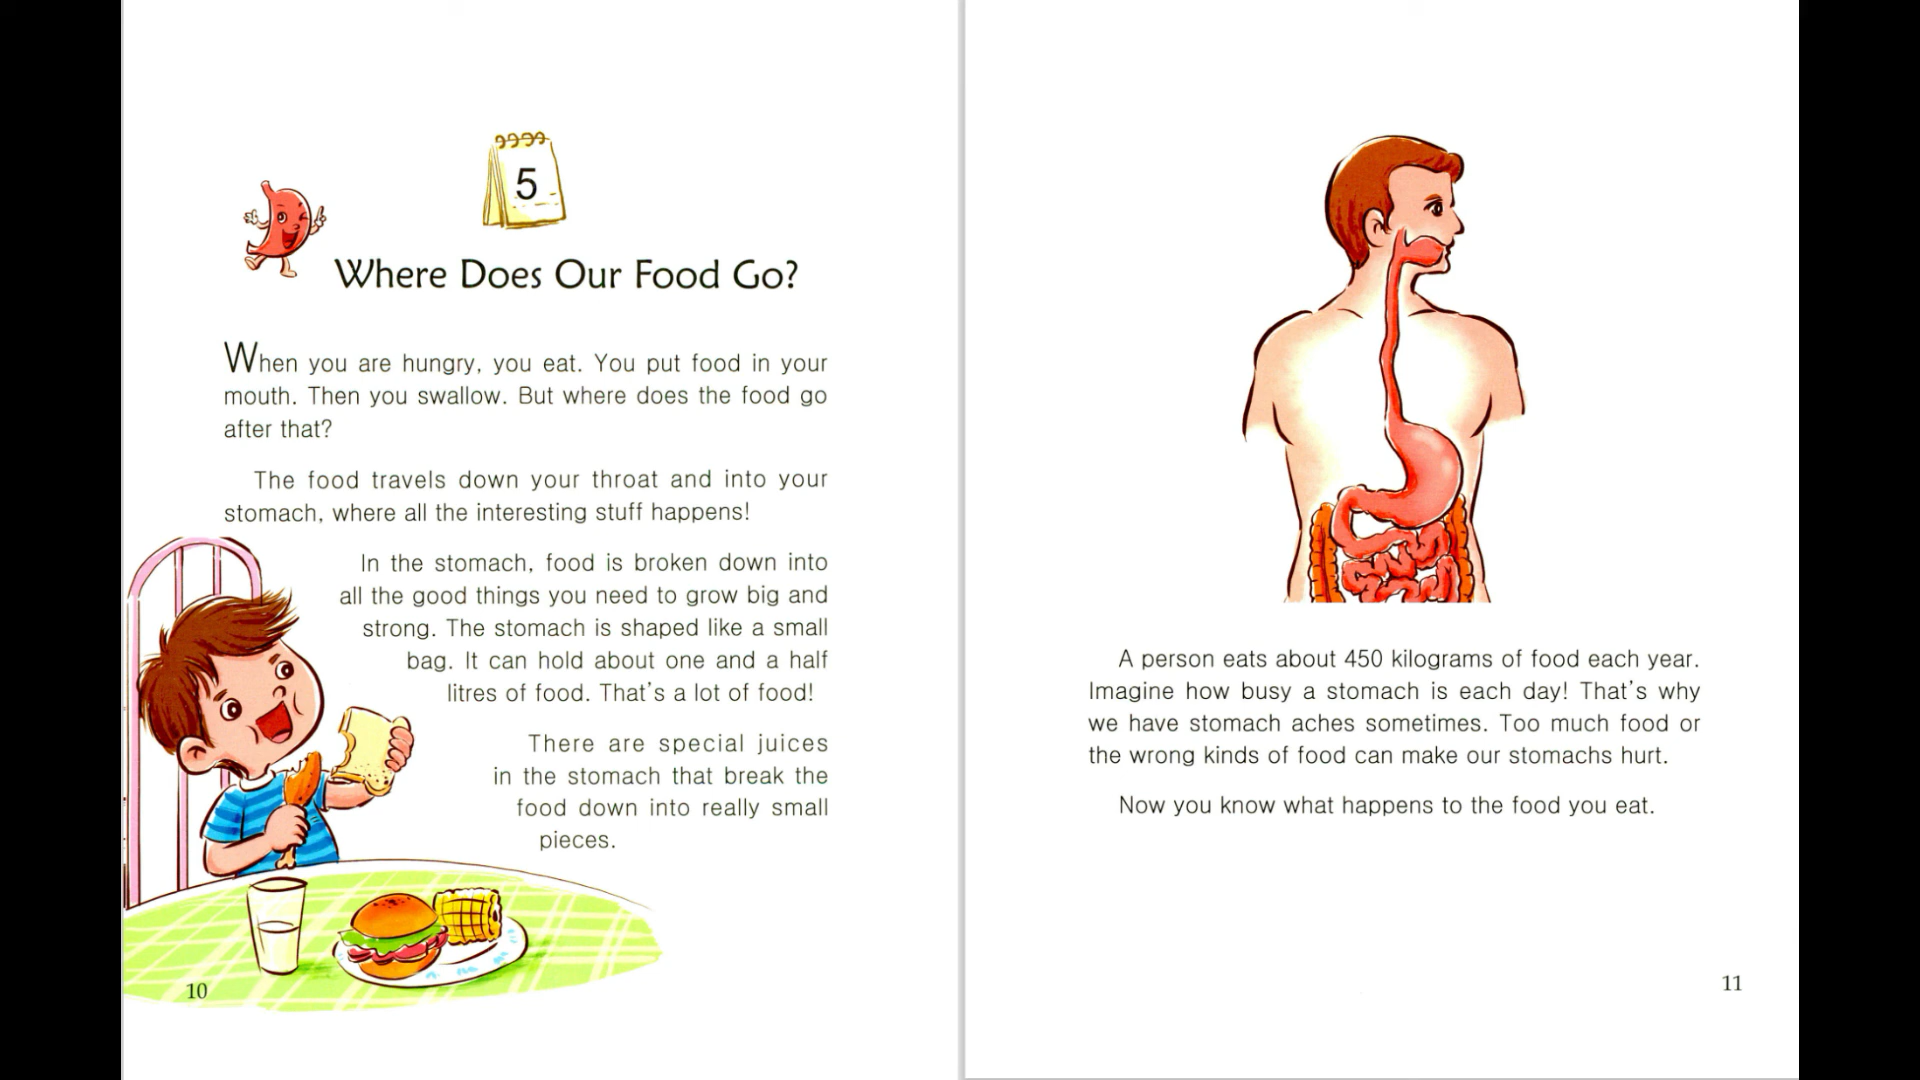 5
Where Does Our Food Go?
When you are hungry, you eat. You put food in your
mouth. Then you swallow. But where does the food go
after that?
The food travels down your throat and into your
stomach, where all the interesting stuff happens!
In the stomach, food is broken down into
all the good things you need to grow big and
strong. The stomach is shaped like a small
bag. It can hold about one and a half
litres of food. That's a lot of food!
There are special juices
in the stomach that break the
food down into really small
pieces.
10
A person eats about 450 kilograms of food each year.
Imagine how busy a stomach is each day! That's why
we have stomach aches sometimes. Too much food or
the wrong kinds of food can make our stomachs hurt.
Now you know what happens to the food you eat.
11